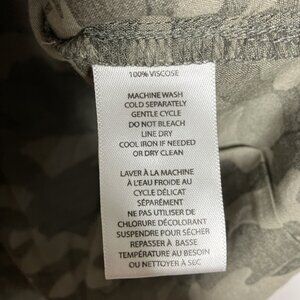 100% VISCOSE
MACHINE WASH
COLD SEPARATELY
GENTLE CYCLE
DO NOT BLEACH
LINE DRY
COOL IRON IF NEEDED
OR DRY CLEAN
LAVER À LA MACHINE
À L'EAU FROIDE AU
CYCLE DÉLICAT
SÉPARÉMENT
NE PAS UTILISER DE
CHLORURE DÉCOLORANT
SUSPENDRE POUR SÉCHER
REPASSER À BASSE
TEMPÉRATURE AU BESOIN
OU NETTOYER À SEC